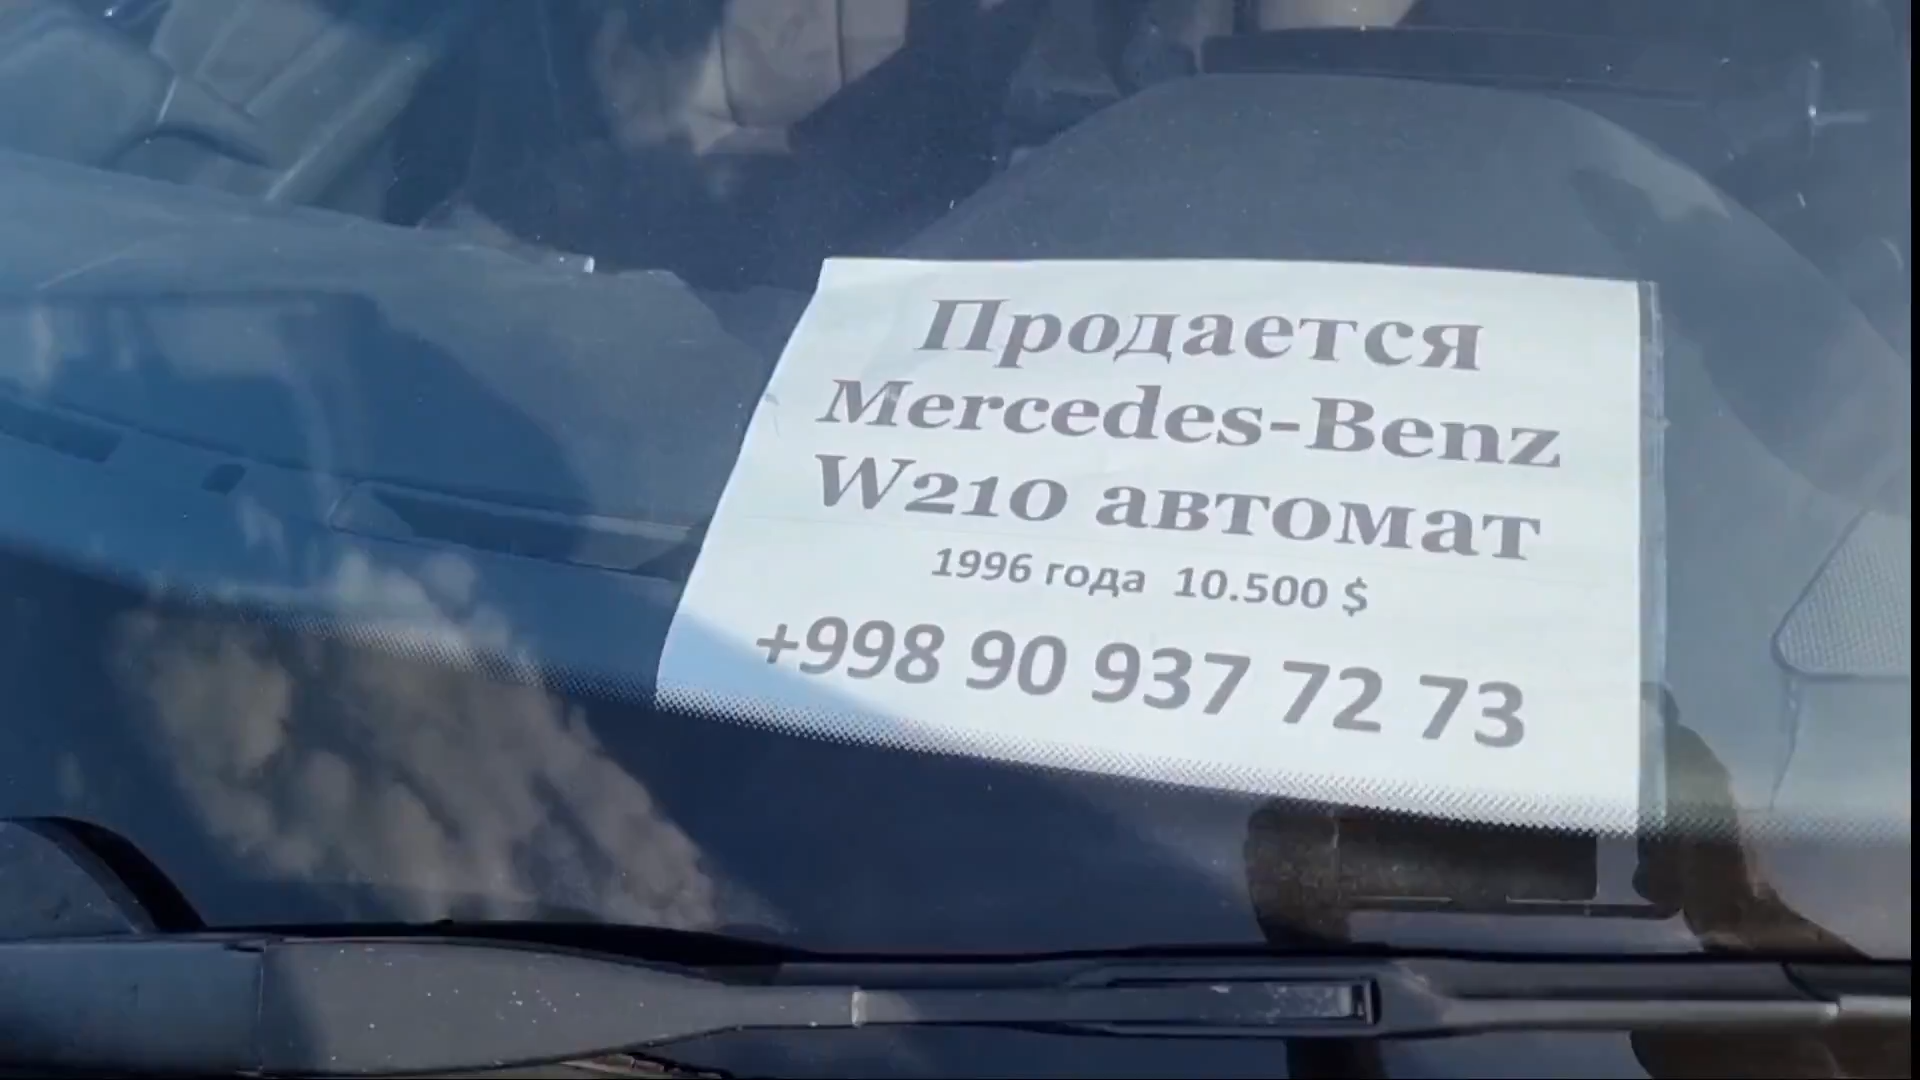 Продается
Mercedes-Benz
W210 автомат
1996 года 10.500 $
+998 90 937 72 73